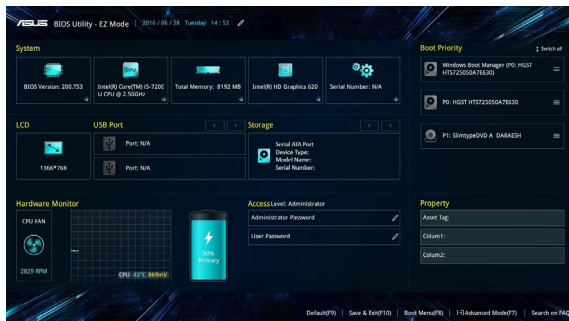 ASUS BIOS Utility - EZ Mode | 2016/06/28 Tuesday 14:52
System
BIOS Version: 200.T53
CPU
Intel(R) Core(TM) i5-7200
U CPU @ 2.50GHz
Total Memory: 8192 MB
Intel(R) HD Graphics 620
Serial Number: N/A
LCD
1366*768
USB Port
Port: N/A
Port: N/A
Storage
Serial ATA Port
Device Type:
Model Name:
Serial Number:
Hardware Monitor
CPU FAN
2829 RPM
CPU 43°C 869mV
90%
Primary
Access Level: Administrator
Administrator Password
User Password
Boot Priority
Switch all
Windows Boot Manager (P0: HGST
HTS725050A7E630)
P0: HGST HTS725050A7E630
P1: SlimtypeDVD A DA8AESH
Property
Asset Tag:
Colum1:
Colum2:
Default(F9) | Save & Exit(F10) | Boot Menu(F8) | Advanced Mode(F7) | Search on FAQ